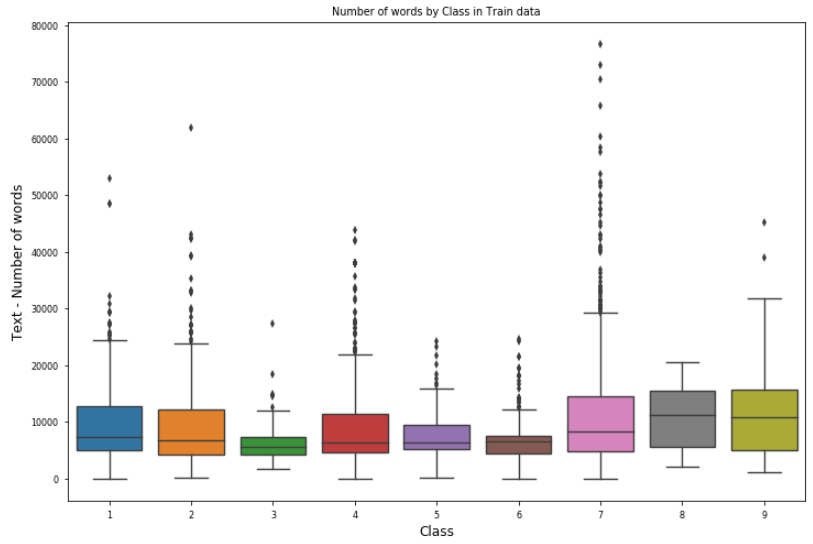 Number of words by Class in Train data
80000
70000
60000
50000
40000
30000
20000
10000
0
Text - Number of words
1 2 3 4 5 6 7 8 9
Class